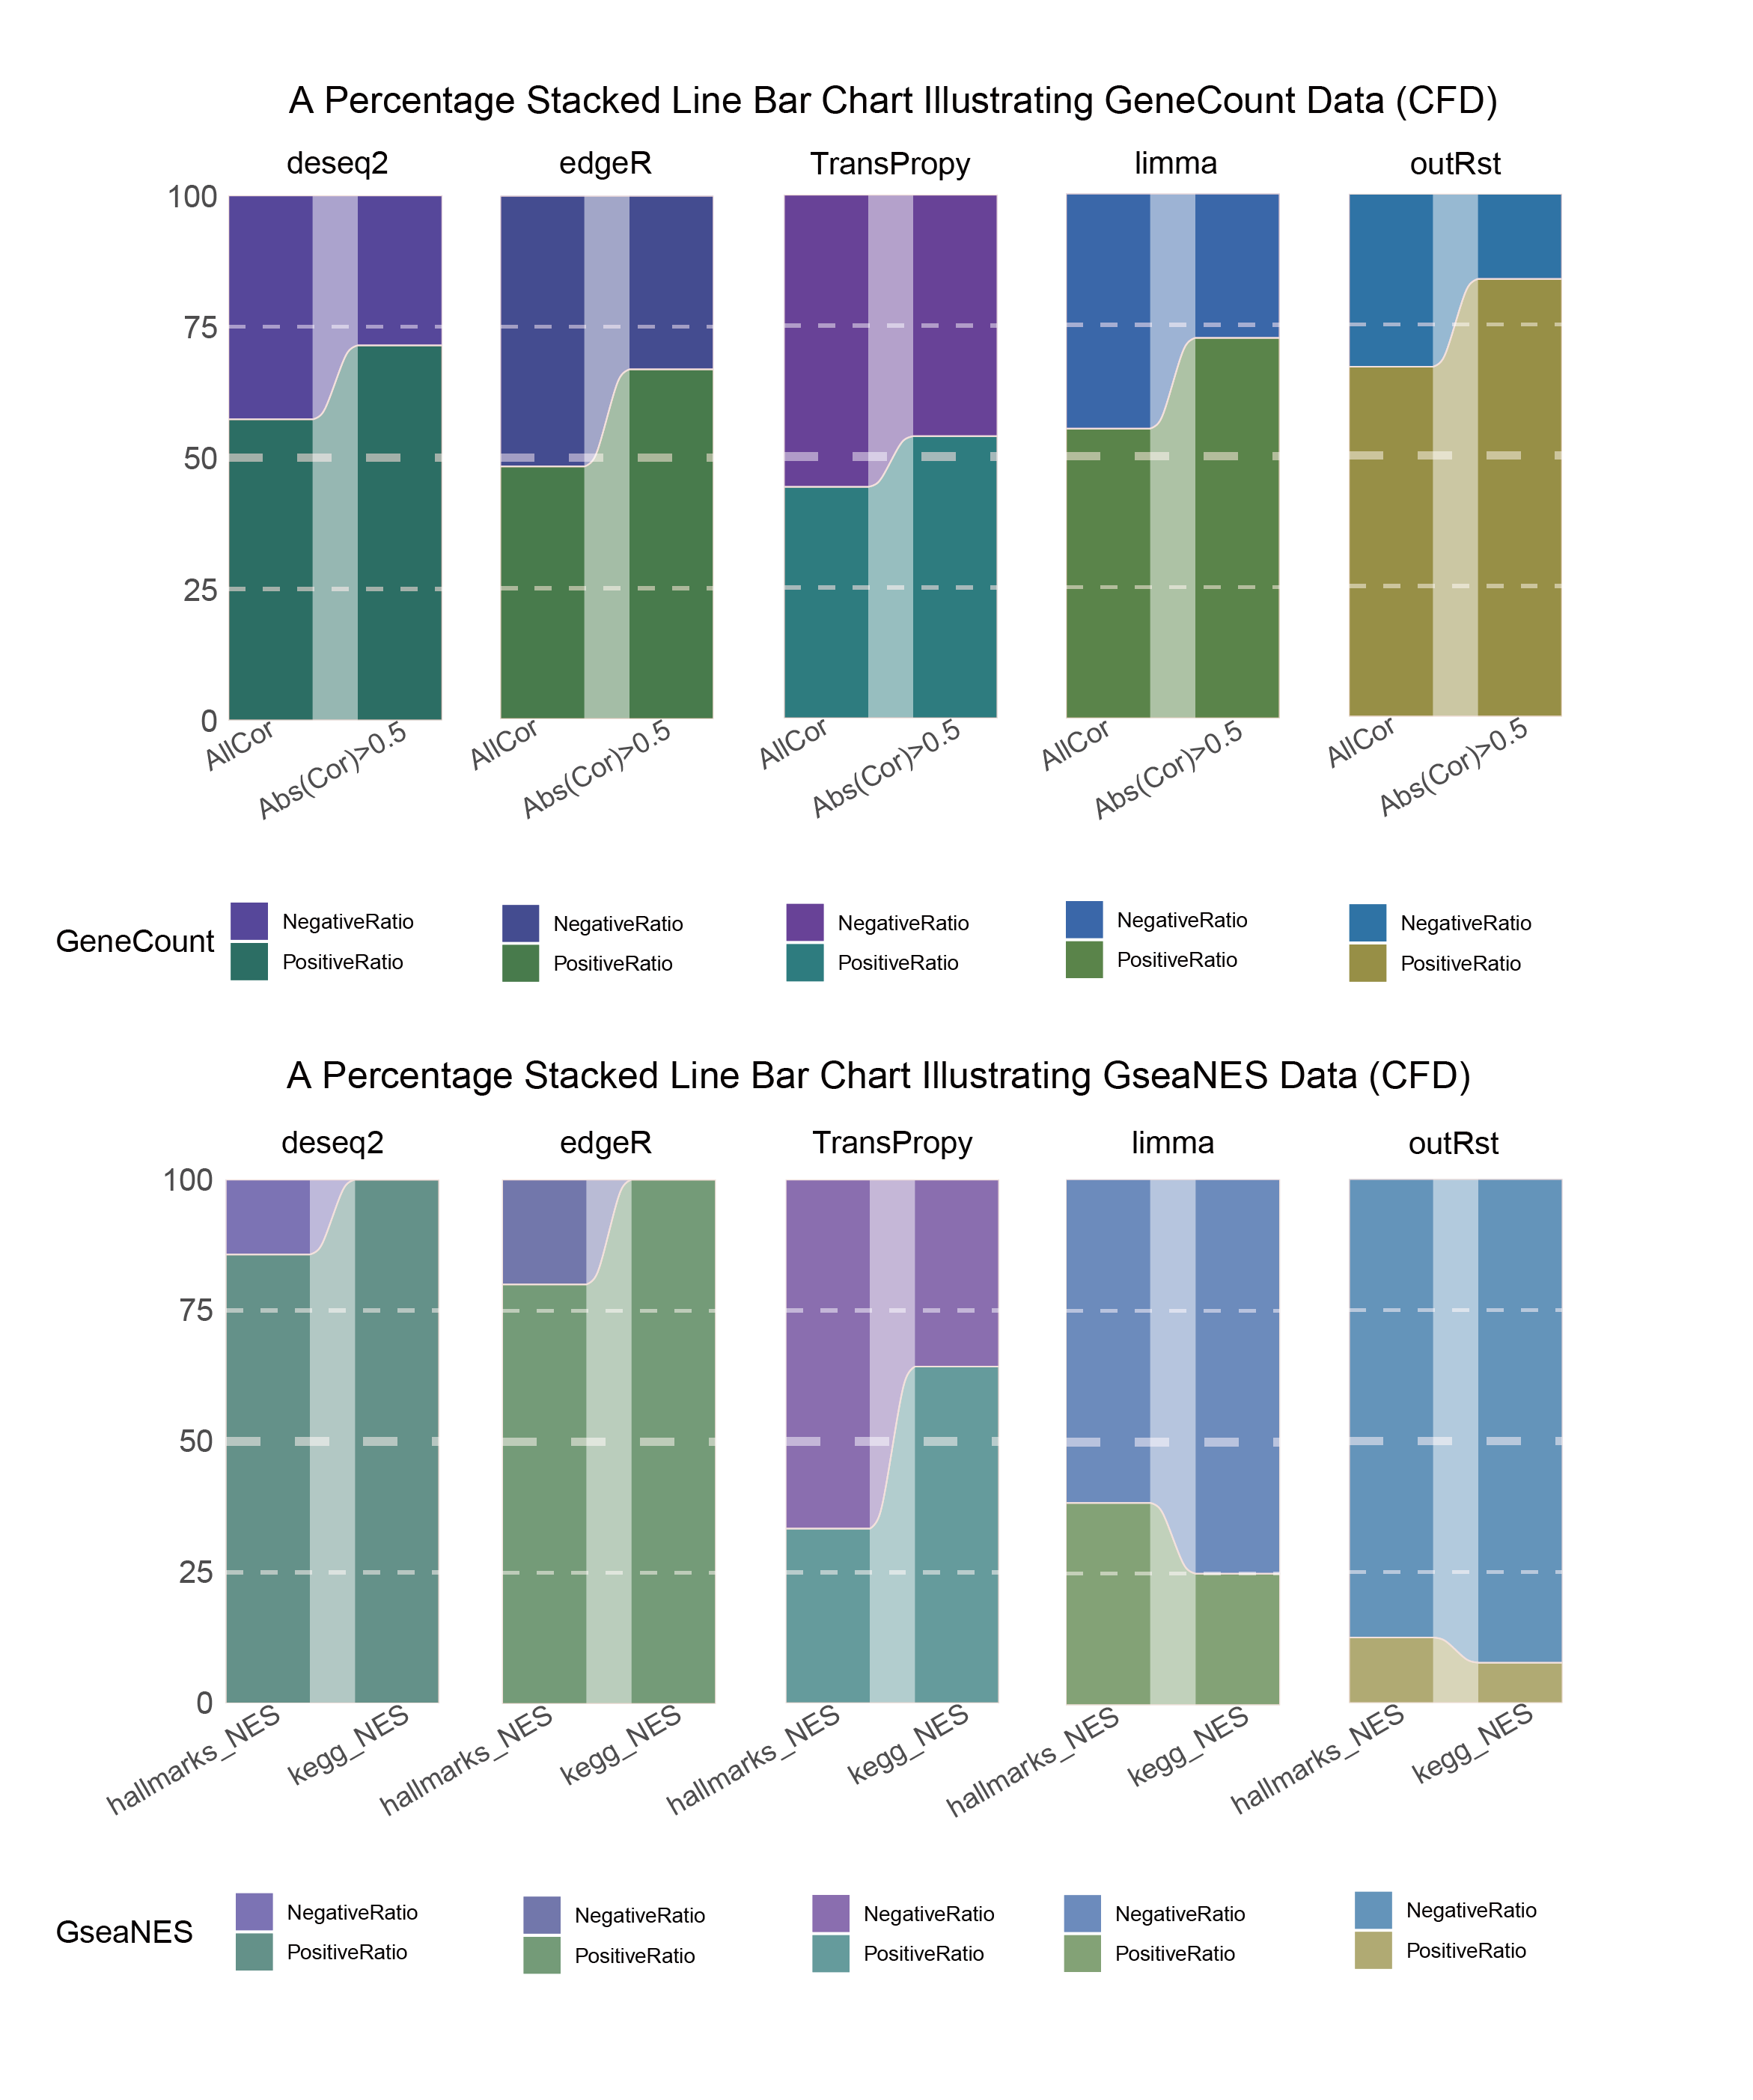 A Percentage Stacked Line Bar Chart Illustrating GeneCount Data (CFD)
deseq2 edgeR TransPropy limma outRst
100
75
50
25
0
AllCor Abs(Cor)>0.5 AllCor Abs(Cor)>0.5 AllCor Abs(Cor)>0.5 AllCor Abs(Cor)>0.5 AllCor Abs(Cor)>0.5
NegativeRatio NegativeRatio NegativeRatio NegativeRatio NegativeRatio
GeneCount
PositiveRatio PositiveRatio PositiveRatio PositiveRatio PositiveRatio
A Percentage Stacked Line Bar Chart Illustrating GseaNES Data (CFD)
deseq2 edgeR TransPropy limma outRst
100
75
50
25
0
hallmarks_NES kegg_NES hallmarks_NES kegg_NES hallmarks_NES kegg_NES hallmarks_NES kegg_NES hallmarks_NES kegg_NES
NegativeRatio NegativeRatio NegativeRatio NegativeRatio NegativeRatio
GseaNES
PositiveRatio PositiveRatio PositiveRatio PositiveRatio PositiveRatio